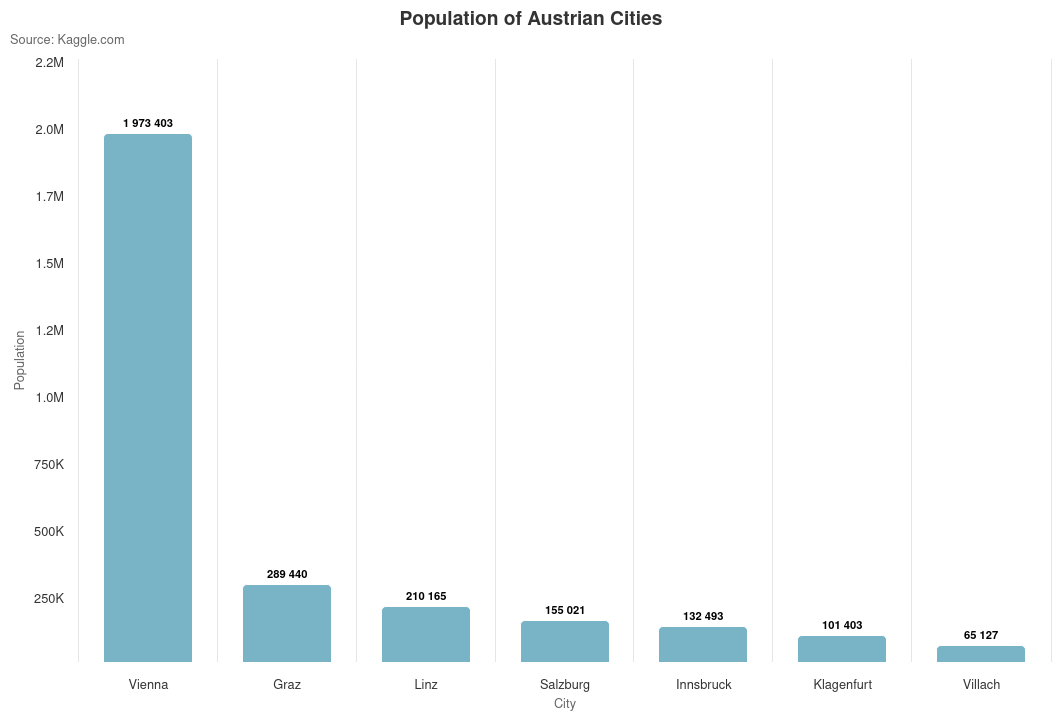 Population of Austrian Cities
Source: Kaggle.com
2.2M
2.0M
1.7M
1.5M
1.2M
1.0M
750K
500K
250K
Population
1 973 403
289 440
210 165
155 021
132 493
101 403
65 127
Vienna
Graz
Linz
Salzburg
Innsbruck
Klagenfurt
Villach
City